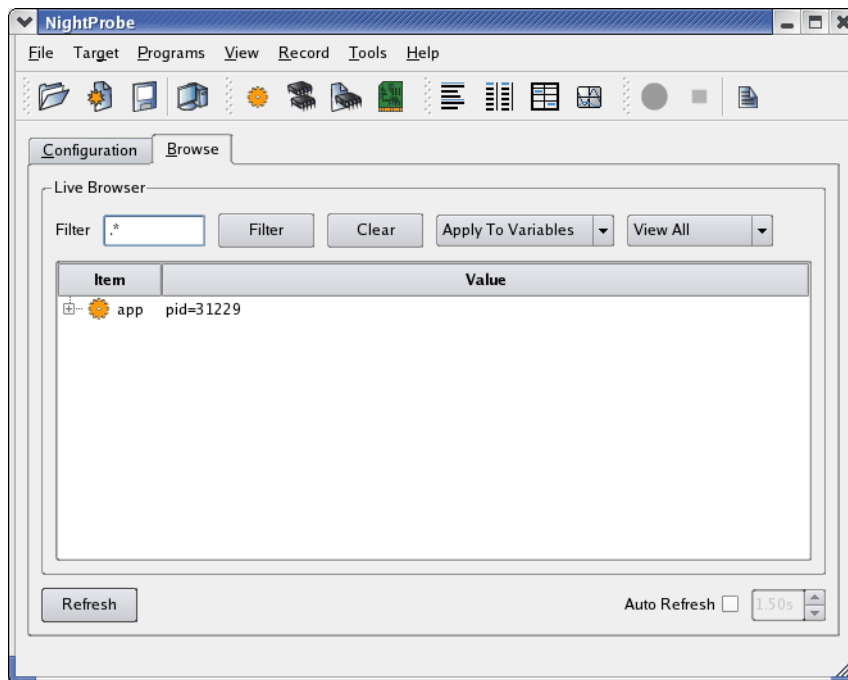 NightProbe
File Target Programs View Record Tools Help
Configuration Browse
Live Browser
Filter .* Filter Clear Apply To Variables View All
Item Value
app pid=31229
Refresh Auto Refresh 1.50s